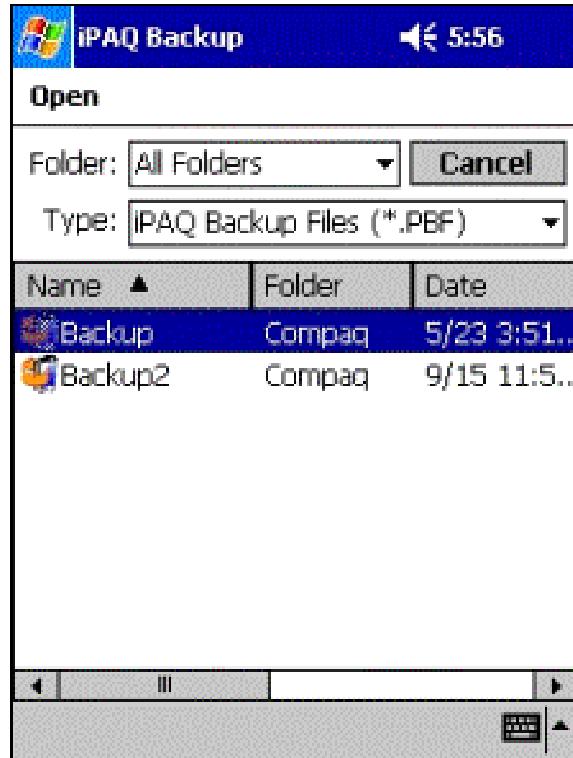 iPAQ Backup 5:56
Open
Folder: All Folders Cancel
Type: iPAQ Backup Files (*.PBF)
Name Folder Date
Backup Compaq 5/23 3:51..
Backup2 Compaq 9/15 11:5..